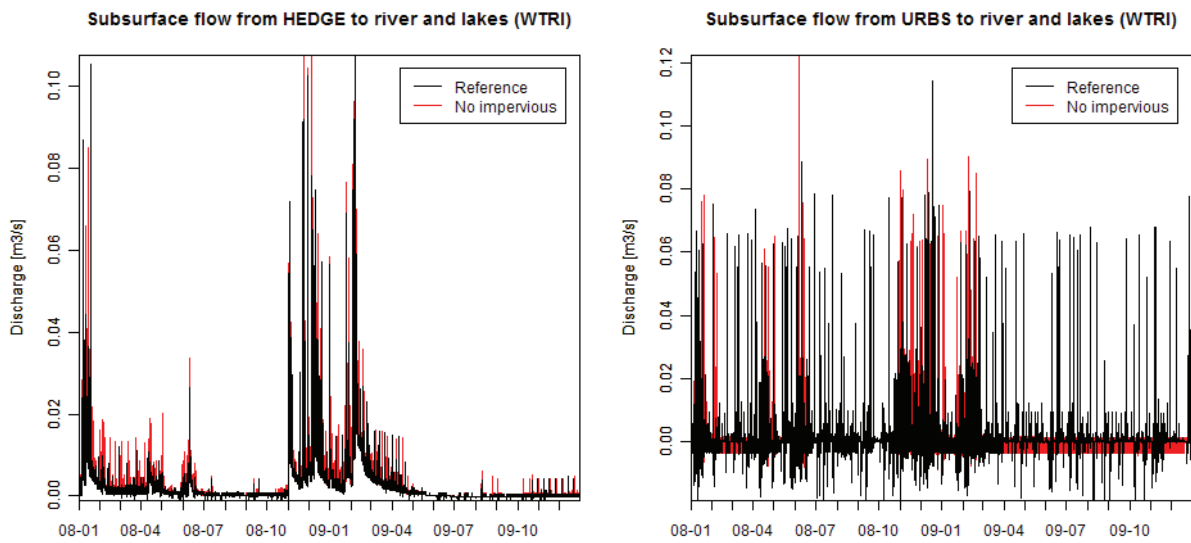 Subsurface flow from HEDGE to river and lakes (WTRI)
Discharge [m3/s]
0.10
0.08
0.06
0.04
0.02
0.00
Reference
No impervious
08-01 08-04 08-07 08-10 09-01 09-04 09-07 09-10
Subsurface flow from URBS to river and lakes (WTRI)
Discharge [m3/s]
0.12
0.10
0.08
0.06
0.04
0.02
0.00
Reference
No impervious
08-01 08-04 08-07 08-10 09-01 09-04 09-07 09-10